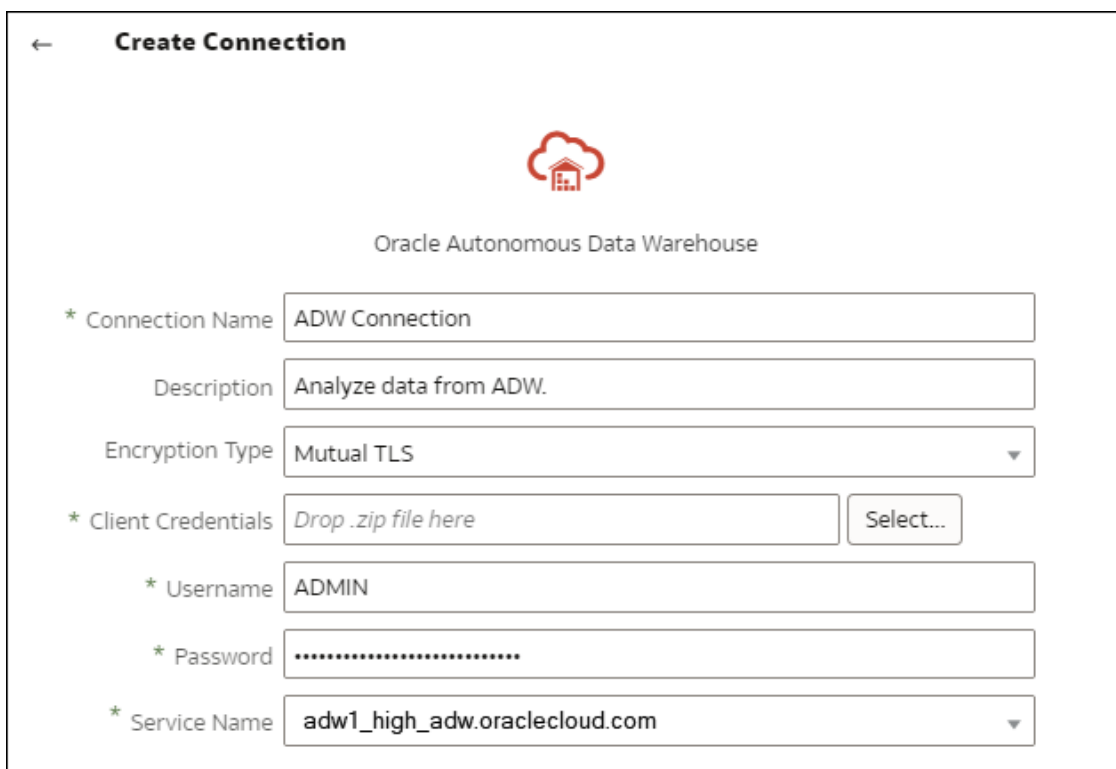 ← Create Connection
Oracle Autonomous Data Warehouse
* Connection Name ADW Connection
Description Analyze data from ADW.
Encryption Type Mutual TLS
* Client Credentials Drop .zip file here Select...
* Username ADMIN
* Password ••••••••••••••••••••••••••••
* Service Name adw1_high_adw.oraclecloud.com